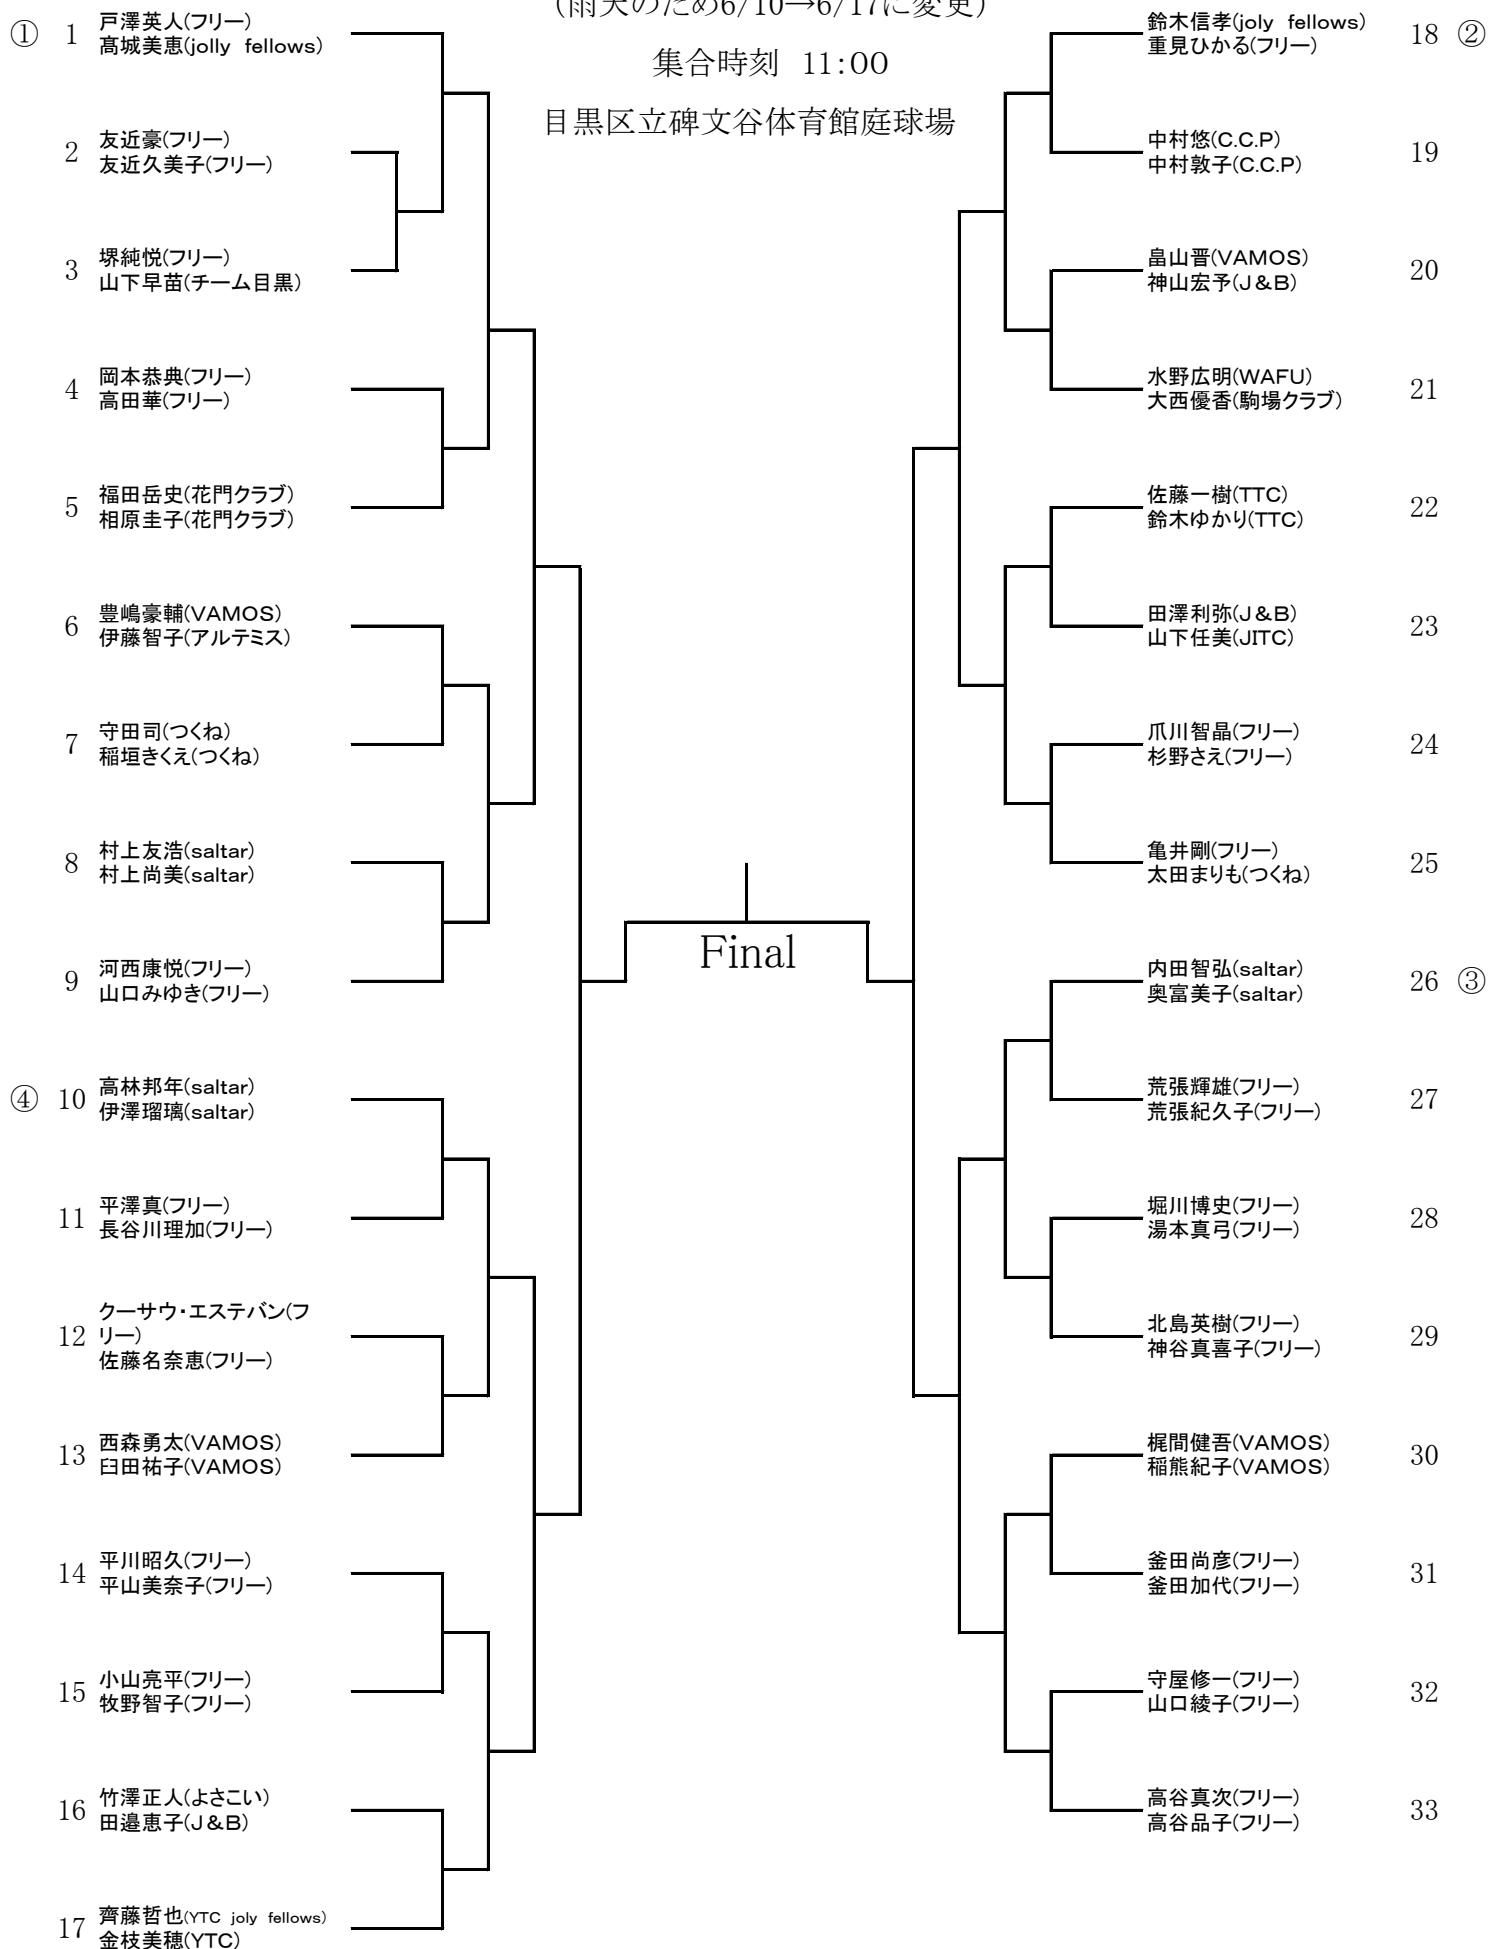 (雨天のため6/10→6/17に変更)
集合時刻 11:00
目黒区立碑文谷体育館庭球場
① 1 戸澤英人(フリー)
髙城美恵(jolly fellows)
2 友近豪(フリー)
友近久美子(フリー)
3 堺純悦(フリー)
山下早苗(チーム目黒)
4 岡本恭典(フリー)
高田華(フリー)
5 福田岳史(花門クラブ)
相原圭子(花門クラブ)
6 豊嶋豪輔(VAMOS)
伊藤智子(アルテミス)
7 守田司(つくね)
稲垣きくえ(つくね)
8 村上友浩(saltar)
村上尚美(saltar)
9 河西康悦(フリー)
山口みゆき(フリー)
④ 10 高林邦年(saltar)
伊澤瑠璃(saltar)
11 平澤真(フリー)
長谷川理加(フリー)
12 クーサウ・エステバン(フ
リー)
佐藤名奈恵(フリー)
13 西森勇太(VAMOS)
臼田祐子(VAMOS)
14 平川昭久(フリー)
平山美奈子(フリー)
15 小山亮平(フリー)
牧野智子(フリー)
16 竹澤正人(よさこい)
田邉恵子(J&B)
17 齊藤哲也(YTC joly fellows)
金枝美穂(YTC)
Final
鈴木信孝(joly fellows) 18 ②
重見ひかる(フリー)
中村悠(C.C.P) 19
中村敦子(C.C.P)
畠山晋(VAMOS) 20
神山宏予(J&B)
水野広明(WAFU) 21
大西優香(駒場クラブ)
佐藤一樹(TTC) 22
鈴木ゆかり(TTC)
田澤利弥(J&B) 23
山下任美(JITC)
爪川智晶(フリー) 24
杉野さえ(フリー)
亀井剛(フリー) 25
太田まりも(つくね)
内田智弘(saltar) 26 ③
奥富美子(saltar)
荒張輝雄(フリー) 27
荒張紀久子(フリー)
堀川博史(フリー) 28
湯本真弓(フリー)
北島英樹(フリー) 29
神谷真喜子(フリー)
梶間健吾(VAMOS) 30
稲熊紀子(VAMOS)
釜田尚彦(フリー) 31
釜田加代(フリー)
守屋修一(フリー) 32
山口綾子(フリー)
高谷真次(フリー) 33
高谷品子(フリー)